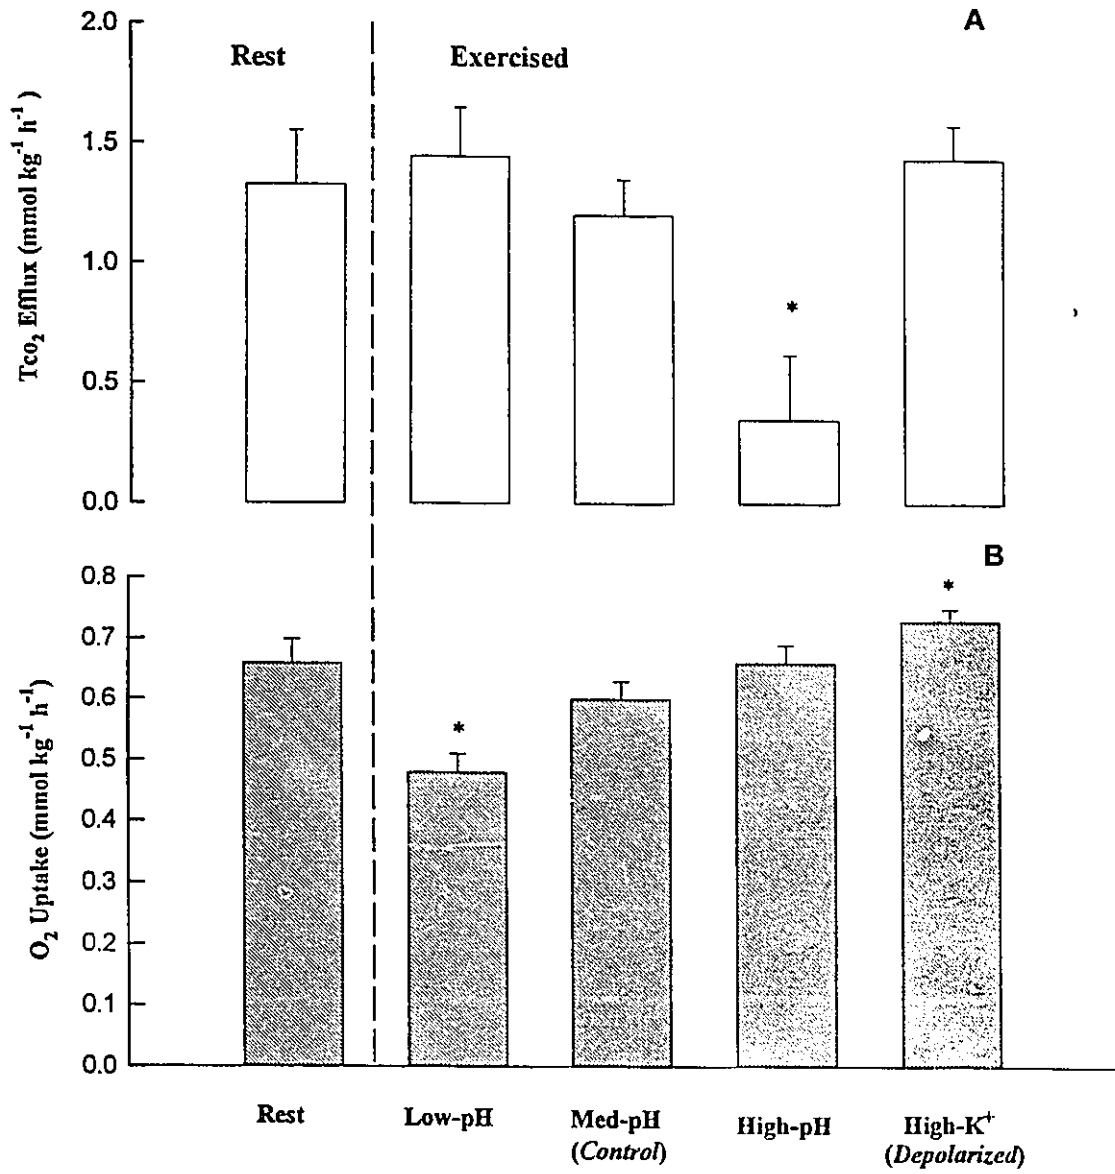 A
Rest
Exercised
2.0
1.5
1.0
0.5
0.0
Tco2 Efflux (mmol kg-1 h-1 )
*
B
0.8
0.7
0.6
0.5
0.4
0.3
0.2
0.1
0.0
O2 Uptake (mmol kg-1 h-1)
*
*
Rest
Low-pH
Med-pH
(Control)
High-pH
High-K+
(Depolarized)